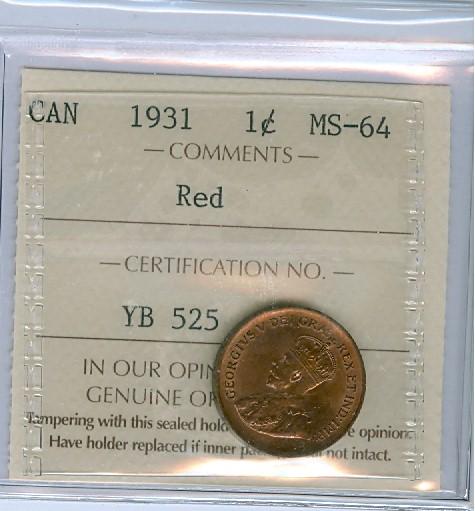 CAN 1931 1¢ MS-64
— COMMENTS —
Red
— CERTIFICATION NO. —
YB 525
IN OUR OPIN
GENUINE OR
Tampering with this sealed hold e opinion.
Have holder replaced if inner pa not intact.
GEORGIVS V DEI GRA: REX ET IND: IMP: